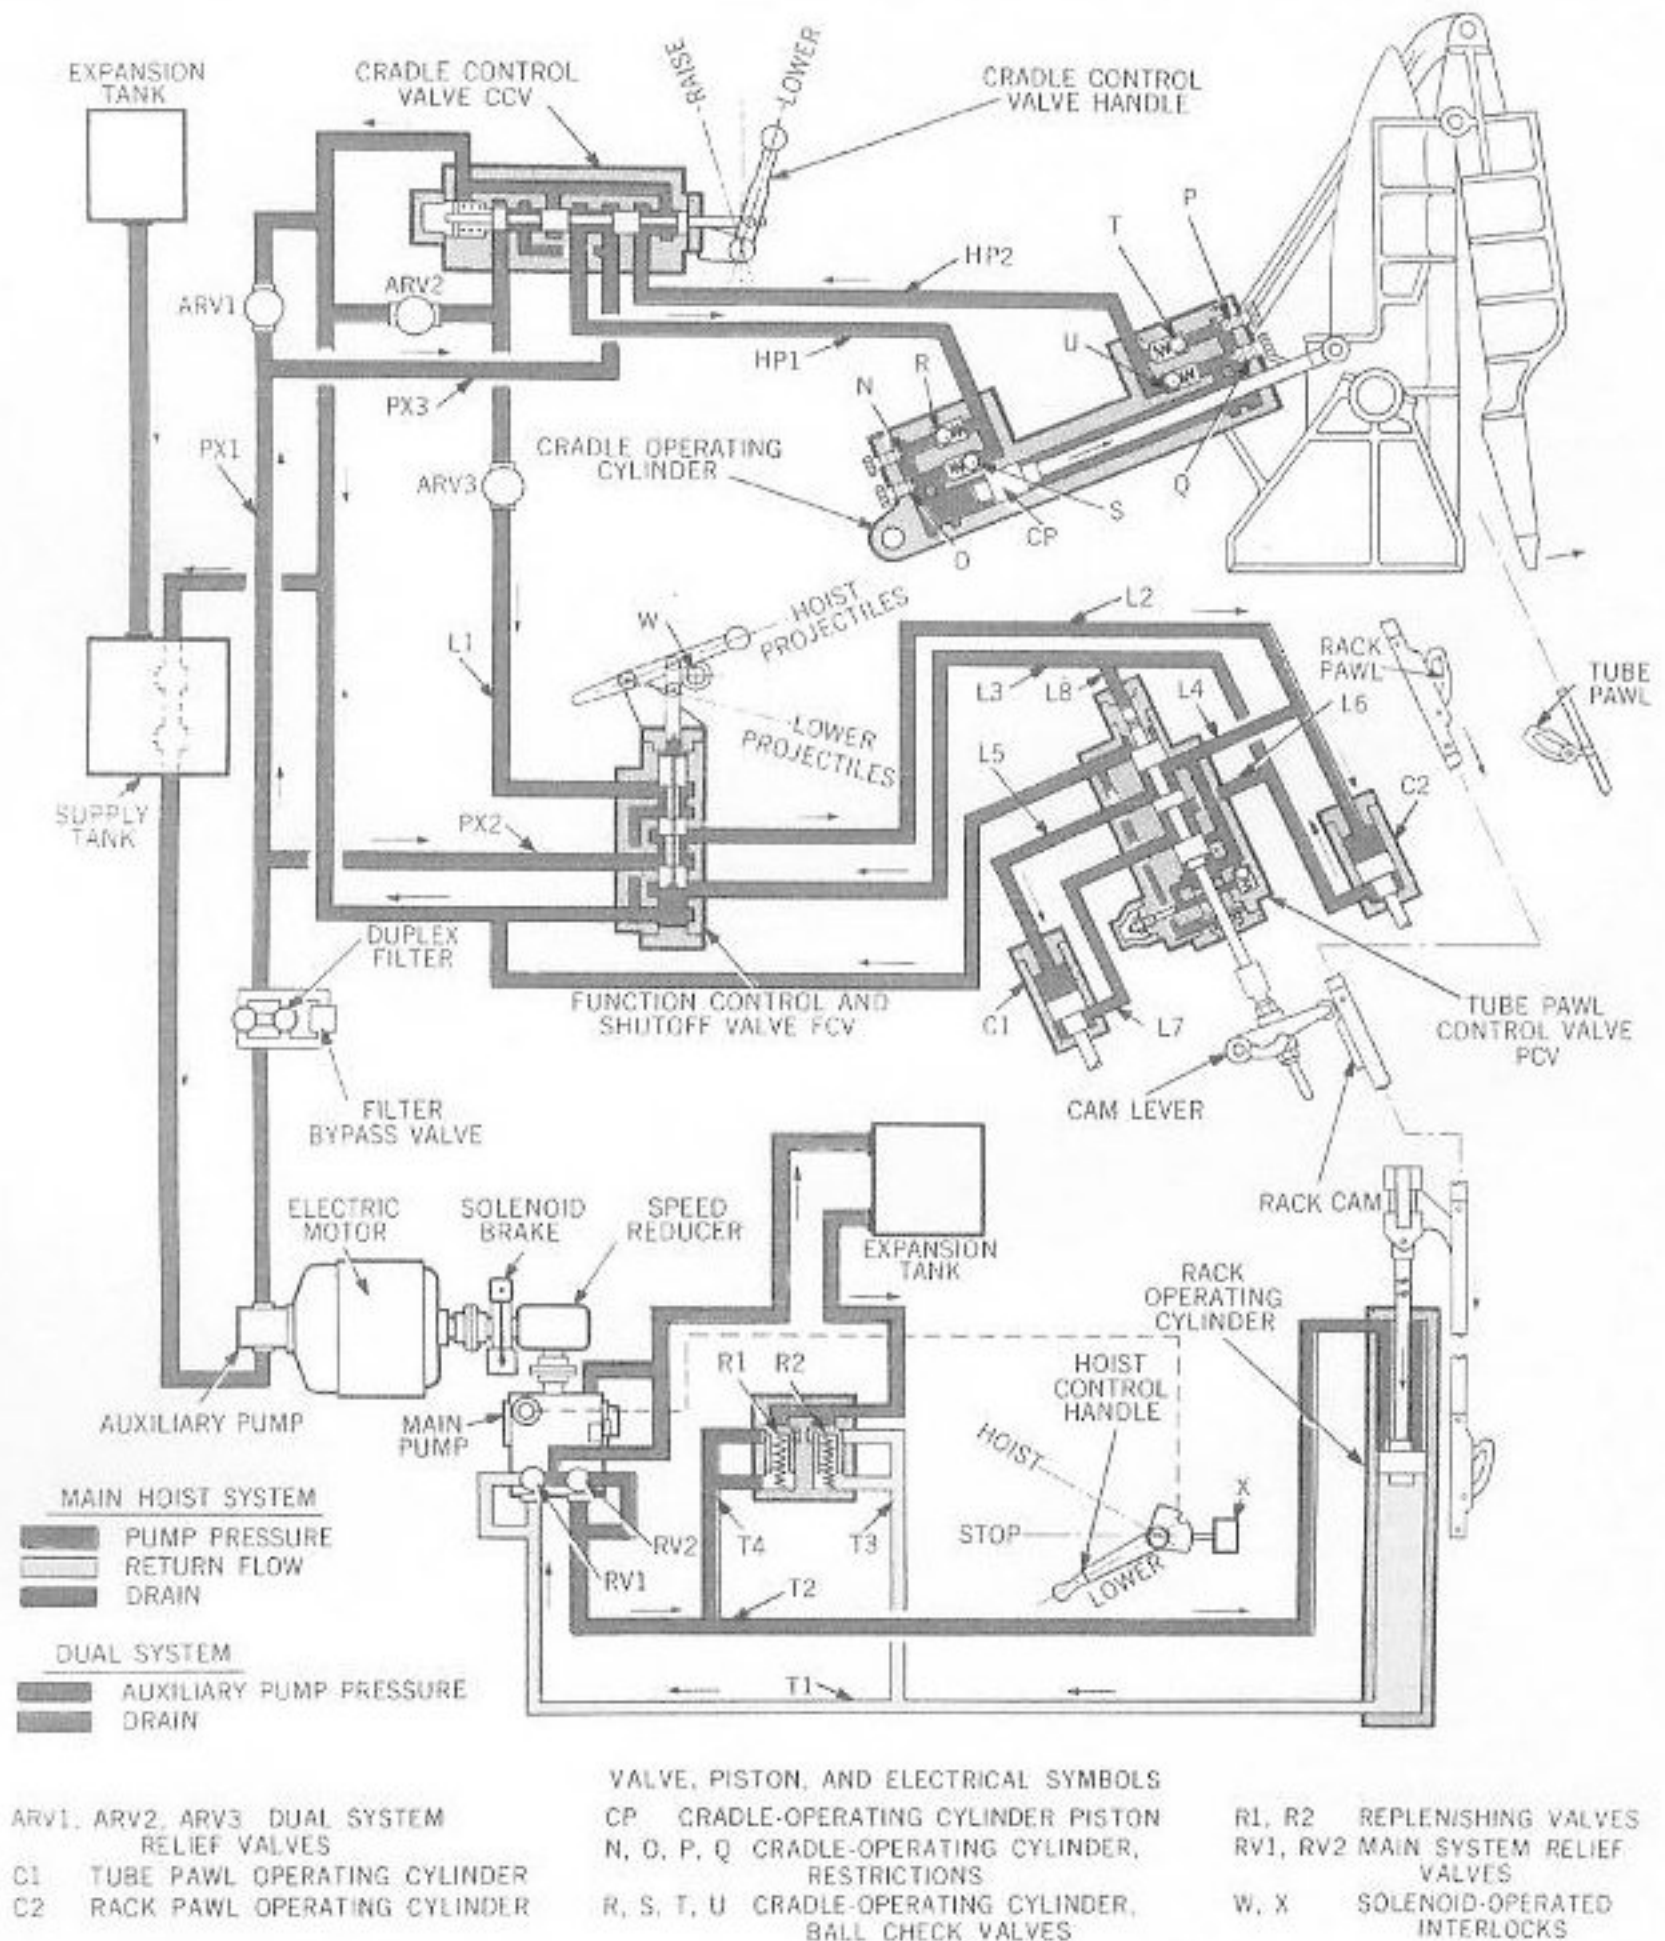 EXPANSION
TANK
CRADLE CONTROL
VALVE CCV
RAISE
LOWER
CRADLE CONTROL
VALVE HANDLE
P
T
HP2
ARV1
ARV2
U
HP1
R
N
PX3
CRADLE OPERATING
CYLINDER
PX1
ARV3
Q
S
CP
O
W
HOIST
PROJECTILES
L2
L1
RACK
PAWL
TUBE
PAWL
L3
L8
L4
L6
LOWER
PROJECTILES
L5
C2
SUPPLY
TANK
PX2
DUPLEX
FILTER
FUNCTION CONTROL AND
SHUTOFF VALVE FCV
C1
L7
TUBE PAWL
CONTROL VALVE
PCV
CAM LEVER
FILTER
BYPASS VALVE
RACK CAM
ELECTRIC
MOTOR
SOLENOID
BRAKE
SPEED
REDUCER
EXPANSION
TANK
RACK
OPERATING
CYLINDER
R1
R2
HOIST
CONTROL
HANDLE
AUXILIARY PUMP
MAIN
PUMP
HOIST
X
STOP
LOWER
MAIN HOIST SYSTEM
PUMP PRESSURE
RETURN FLOW
DRAIN
RV2
T4
T3
RV1
T2
DUAL SYSTEM
AUXILIARY PUMP PRESSURE
DRAIN
T1
VALVE, PISTON, AND ELECTRICAL SYMBOLS
ARV1, ARV2, ARV3 DUAL SYSTEM
RELIEF VALVES
C1 TUBE PAWL OPERATING CYLINDER
C2 RACK PAWL OPERATING CYLINDER
CP CRADLE-OPERATING CYLINDER PISTON
N, O, P, Q CRADLE-OPERATING CYLINDER,
RESTRICTIONS
R, S, T, U CRADLE-OPERATING CYLINDER,
BALL CHECK VALVES
R1, R2 REPLENISHING VALVES
RV1, RV2 MAIN SYSTEM RELIEF
VALVES
W, X SOLENOID-OPERATED
INTERLOCKS